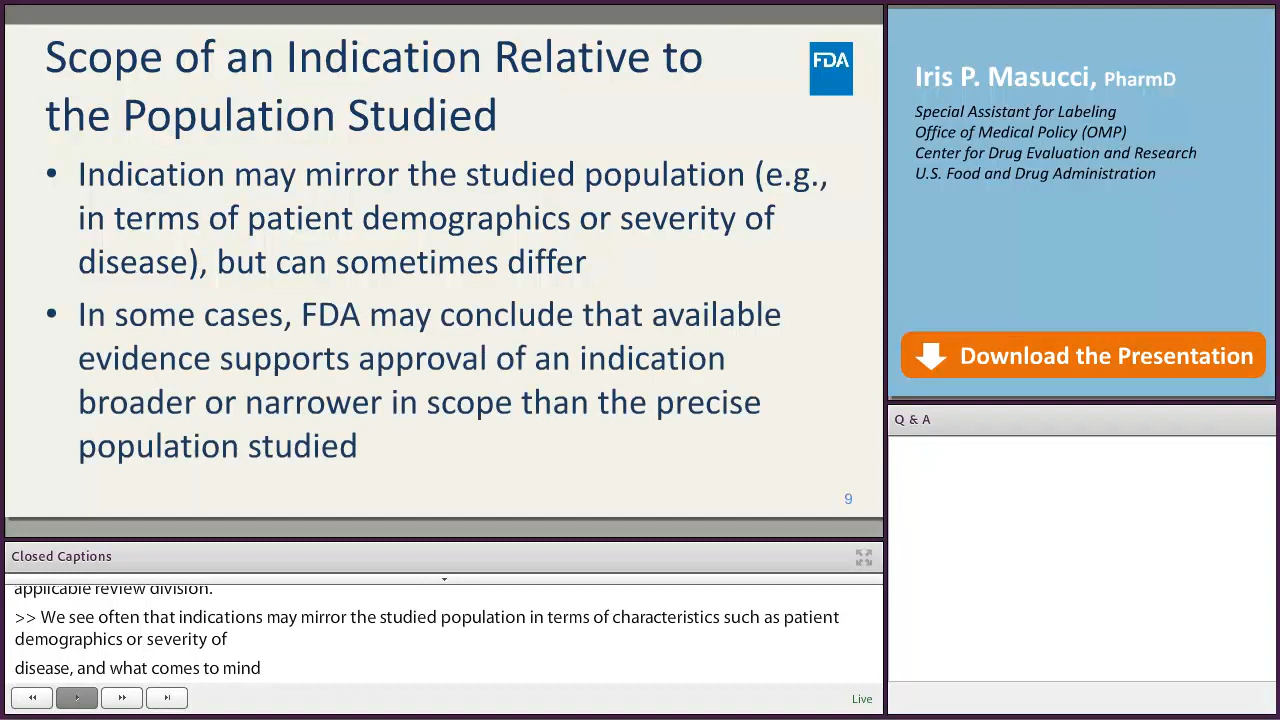 Scope of an Indication Relative to
the Population Studied
FDA
• Indication may mirror the studied population (e.g.,
in terms of patient demographics or severity of
disease), but can sometimes differ
• In some cases, FDA may conclude that available
evidence supports approval of an indication
broader or narrower in scope than the precise
population studied
9
Iris P. Masucci, PharmD
Special Assistant for Labeling
Office of Medical Policy (OMP)
Center for Drug Evaluation and Research
U.S. Food and Drug Administration
Download the Presentation
Q & A
Closed Captions
applicable review division.
>> We see often that indications may mirror the studied population in terms of characteristics such as patient
demographics or severity of
disease, and what comes to mind
Live